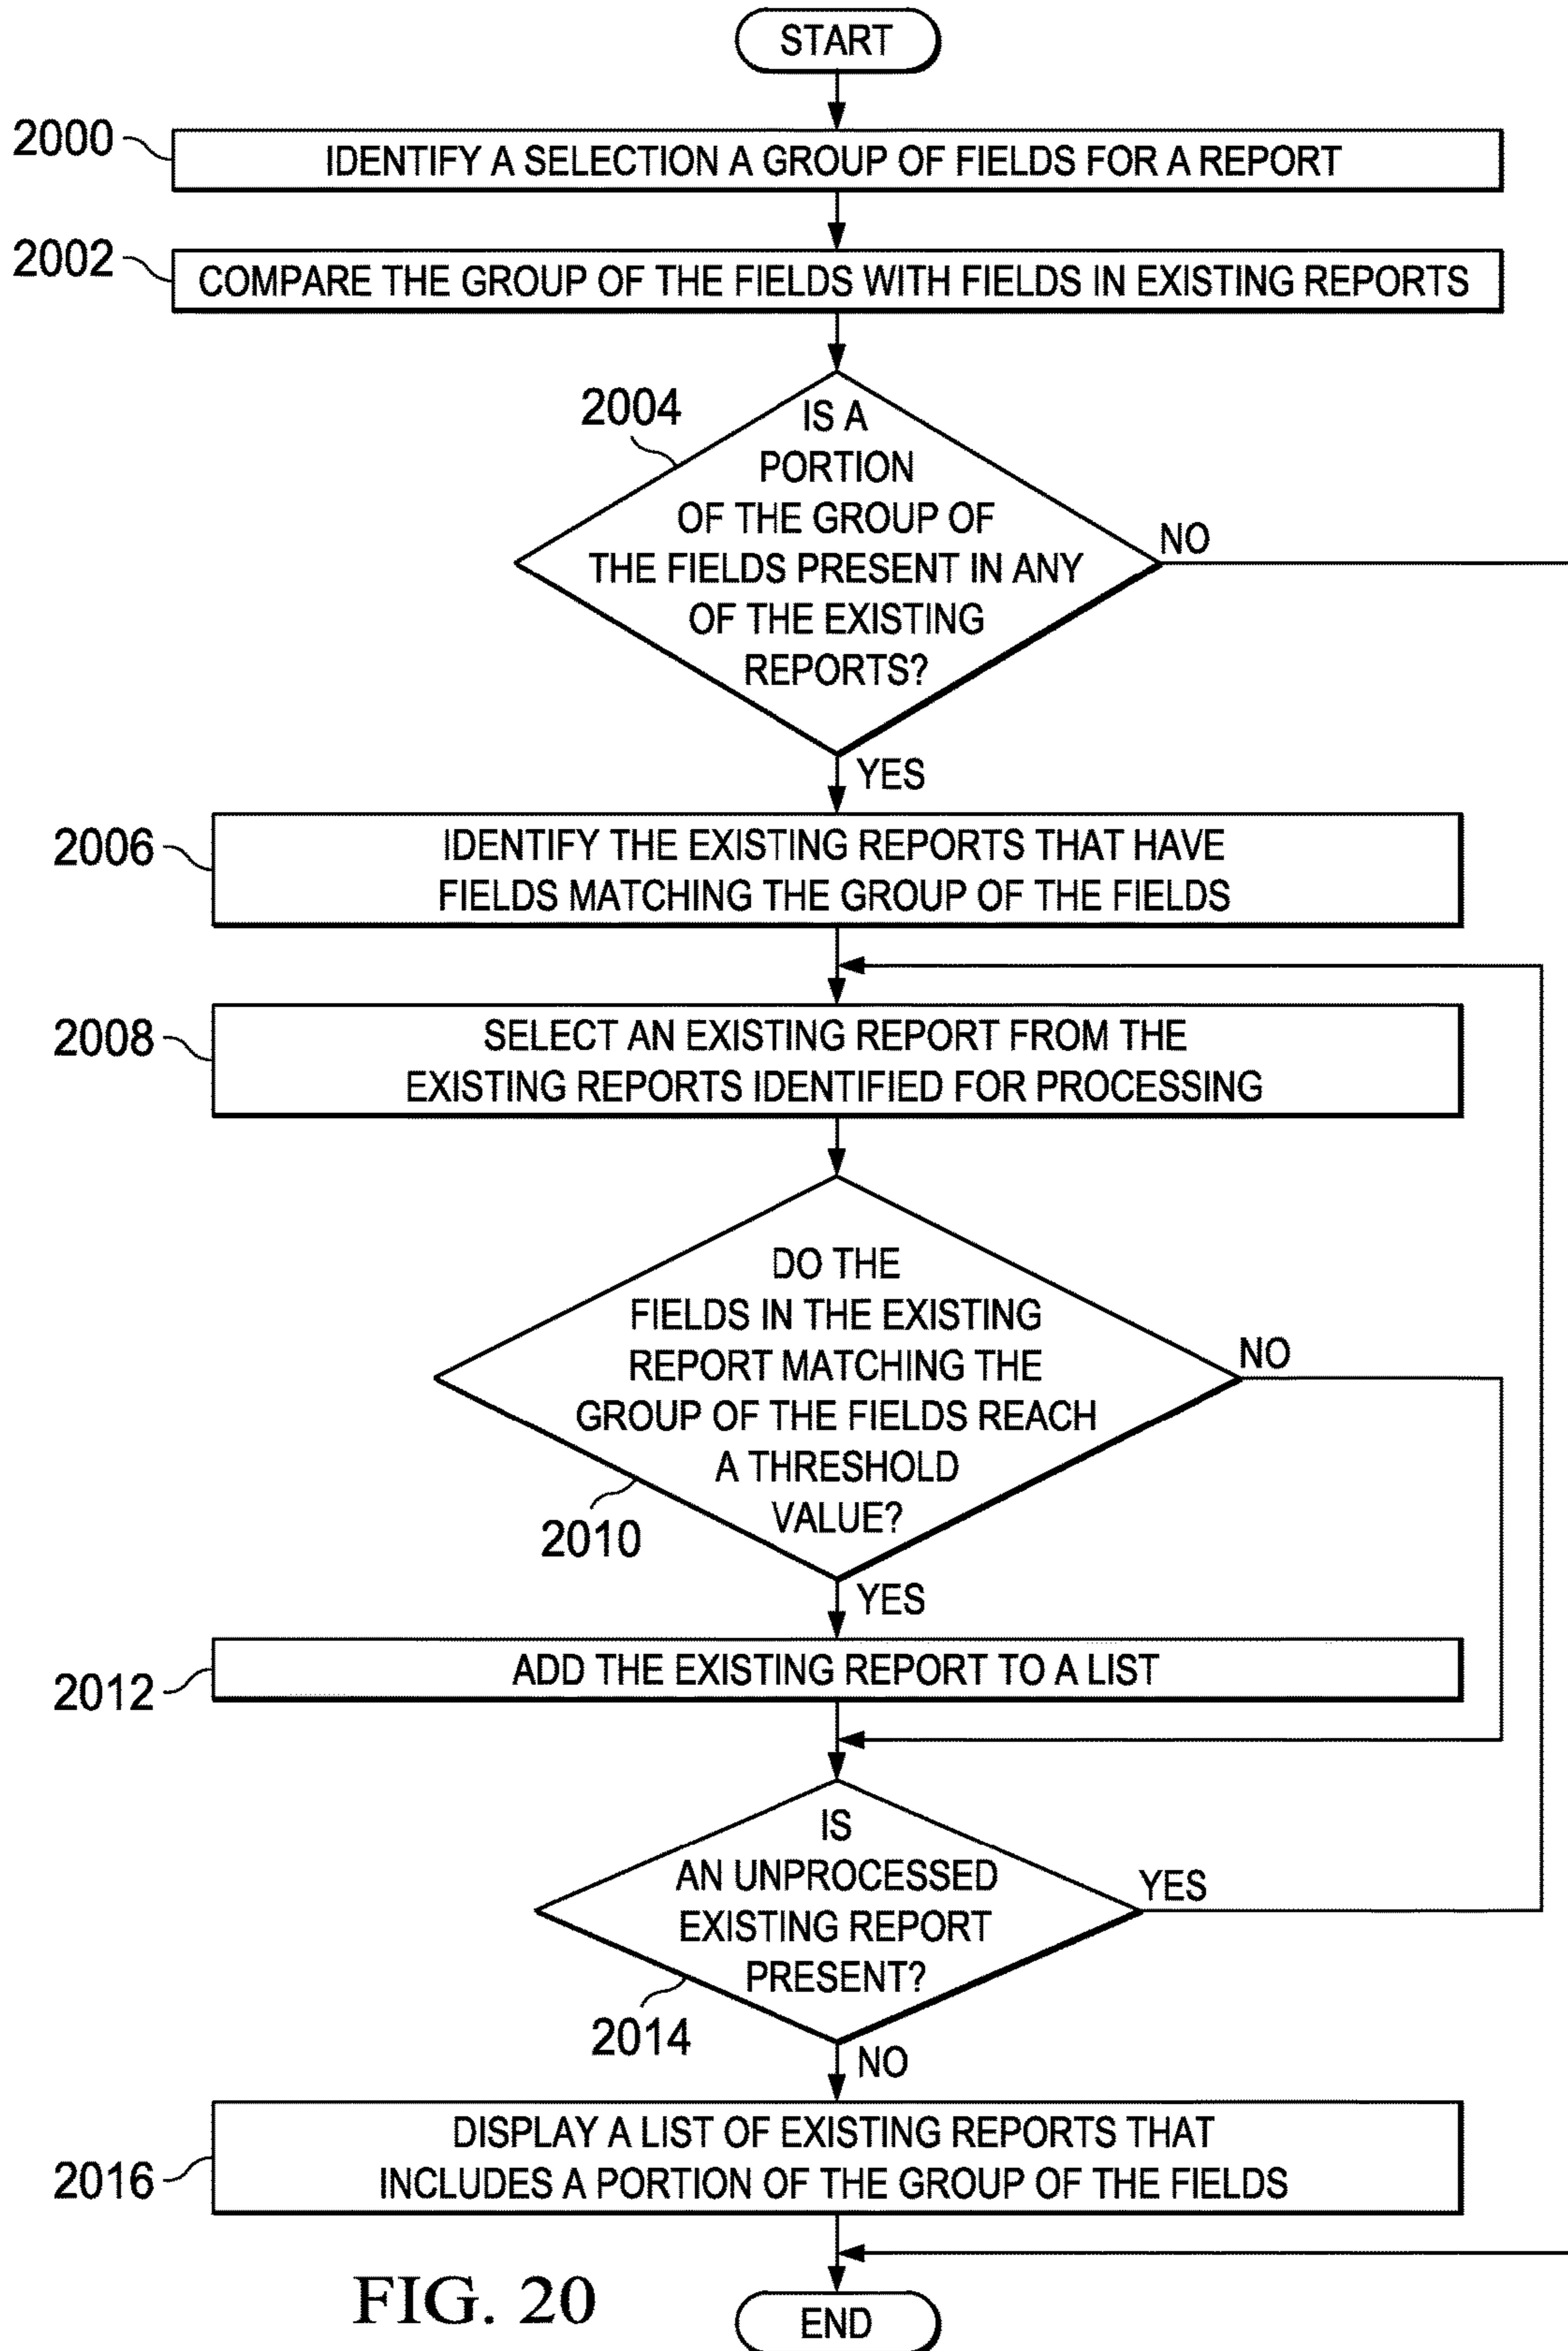 START
2000
IDENTIFY A SELECTION A GROUP OF FIELDS FOR A REPORT
2002
COMPARE THE GROUP OF THE FIELDS WITH FIELDS IN EXISTING REPORTS
2004
IS A
PORTION
OF THE GROUP OF
THE FIELDS PRESENT IN ANY
OF THE EXISTING
REPORTS?
NO
YES
2006
IDENTIFY THE EXISTING REPORTS THAT HAVE
FIELDS MATCHING THE GROUP OF THE FIELDS
2008
SELECT AN EXISTING REPORT FROM THE
EXISTING REPORTS IDENTIFIED FOR PROCESSING
DO THE
FIELDS IN THE EXISTING
REPORT MATCHING THE
GROUP OF THE FIELDS REACH
A THRESHOLD
VALUE?
NO
2010
YES
2012
ADD THE EXISTING REPORT TO A LIST
IS
AN UNPROCESSED
EXISTING REPORT
PRESENT?
YES
2014
NO
2016
DISPLAY A LIST OF EXISTING REPORTS THAT
INCLUDES A PORTION OF THE GROUP OF THE FIELDS
FIG. 20
END